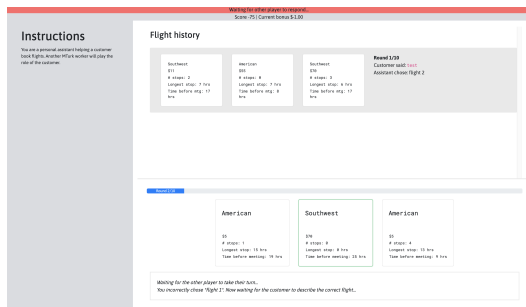 Waiting for other player to respond...
Score -75 | Current bonus $-1.00
Instructions
You are a personal assistant helping a customer
book flights. Another MTurk worker will play the
role of the customer.
Flight history
Southwest
$11
# stops: 2
Longest stop: 7 hrs
Time before mtg: 17
hrs
American
# stops: 0
Longest stop: 7 hrs
Time before mtg: 8
hrs
Southwest
$70
# stops: 3
Longest stop: 6 hrs
Time before mtg: 17
hrs
Round 1/10
Customer said: test
Assistant chose: flight 2
Round 2/10
American
$5
# stops: 1
Longest stop: 15 hrs
Time before meeting: 19 hrs
Southwest
# stops: 0
Longest stop: 0 hrs
Time before meeting: 25 hrs
American
# stops: 4
Longest stop: 13 hrs
Time before meeting: 9 hrs
Waiting for the other player to take their turn...
You incorrectly chose "flight 1". Now waiting for the customer to describe the correct flight...